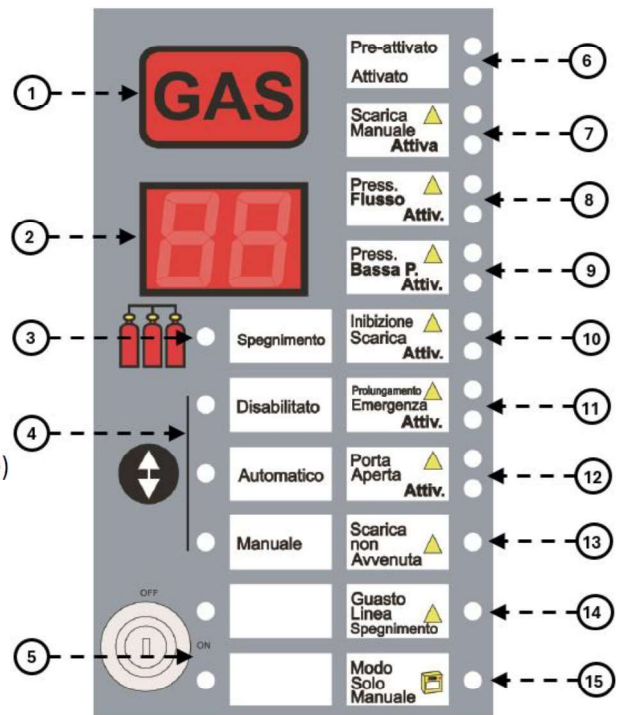 GAS
88
Spegnimento
Disabilitato
Automatico
Manuale
OFF
ON
Pre-attivato
Attivato
Scarica
Manuale
Attiva
Press.
Flusso
Attiv.
Press.
Bassa P.
Attiv.
Inibizione
Scarica
Attiv.
Prolungamento
Emergenza
Attiv.
Porta
Aperta
Attiv.
Scarica
non
Avvenuta
Guasto
Linea
Spegnimento
Modo
Solo
Manuale
1
2
3
4
5
6
7
8
9
10
11
12
13
14
15
)